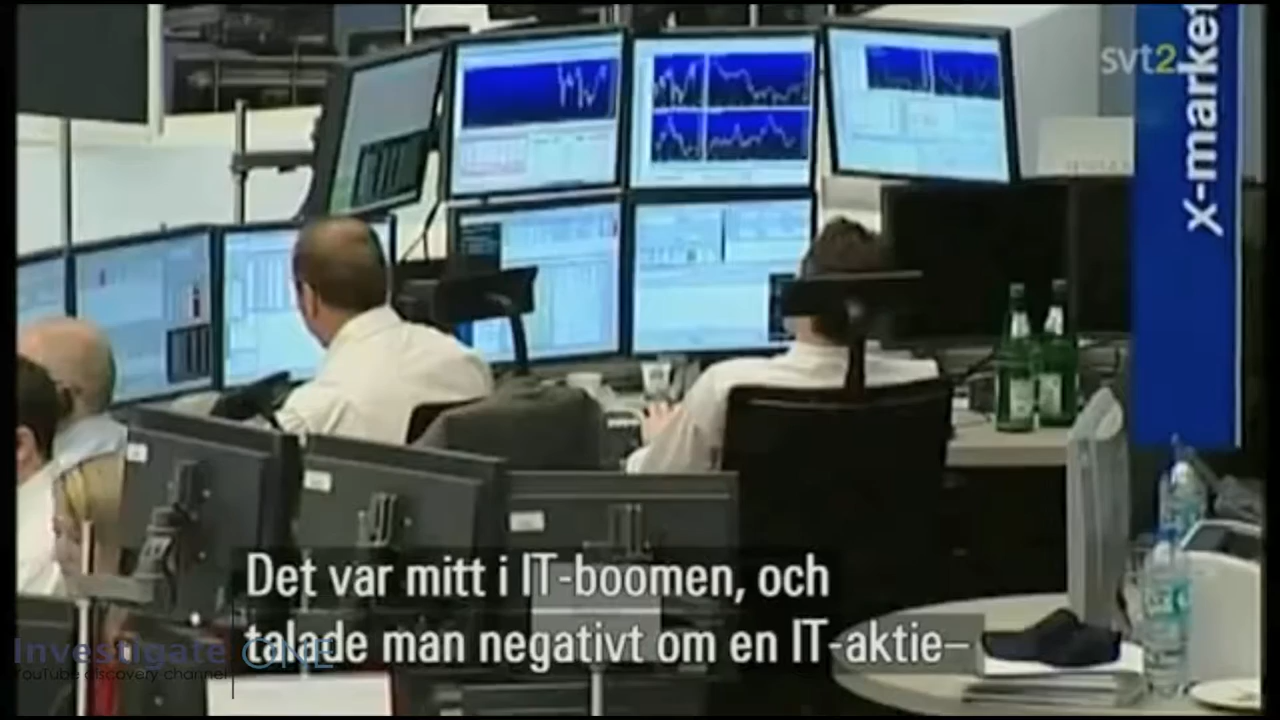 svt2
x-market
Det var mitt i IT-boomen, och
talade man negativt om en IT-aktie–
Investigate ONE
YouTube discovery channel